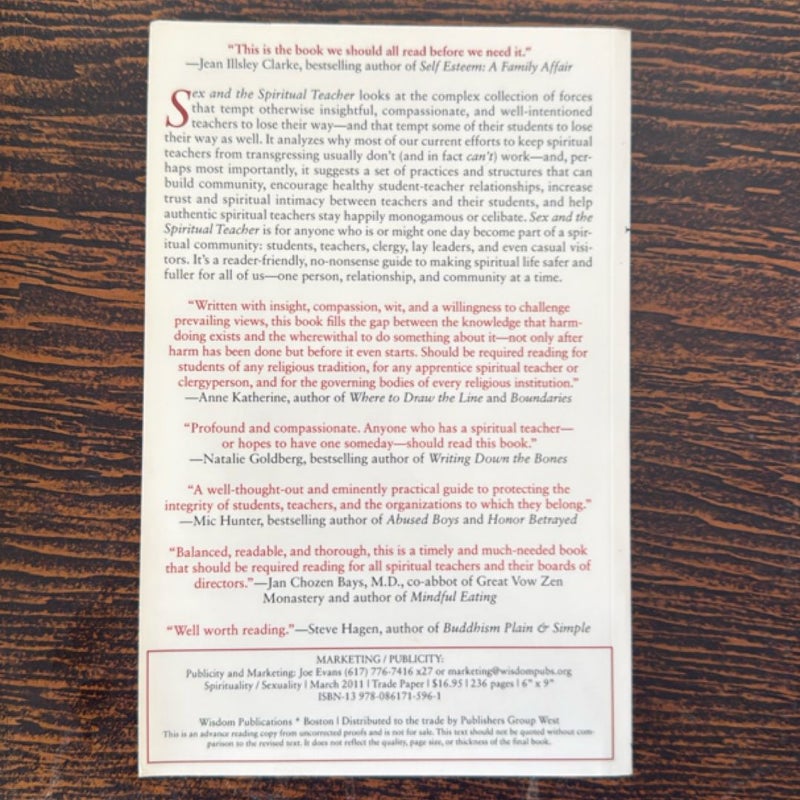 “This is the book we should all read before we need it.”
—Jean Illsley Clarke, bestselling author of Self Esteem: A Family Affair
Sex and the Spiritual Teacher looks at the complex collection of forces
that tempt otherwise insightful, compassionate, and well-intentioned
teachers to lose their way—and that tempt some of their students to lose
their way as well. It analyzes why most of our current efforts to keep spiritual
teachers from transgressing usually don’t (and in fact can’t) work—and, per-
haps most importantly, it suggests a set of practices and structures that can
build community, encourage healthy student-teacher relationships, increase
trust and spiritual intimacy between teachers and their students, and help
authentic spiritual teachers stay happily monogamous or celibate. Sex and the
Spiritual Teacher is for anyone who is or might one day become part of a spir-
itual community: students, teachers, clergy, lay leaders, and even casual visi-
tors. It’s a reader-friendly, no-nonsense guide to making spiritual life safer and
fuller for all of us—one person, relationship, and community at a time.
“Written with insight, compassion, wit, and a willingness to challenge
prevailing views, this book fills the gap between the knowledge that harm-
doing exists and the wherewithal to do something about it—not only after
harm has been done but before it even starts. Should be required reading for
students of any religious tradition, for any apprentice spiritual teacher or
clergyperson, and for the governing bodies of every religious institution.”
—Anne Katherine, author of Where to Draw the Line and Boundaries
“Profound and compassionate. Anyone who has a spiritual teacher—
or hopes to have one someday—should read this book.”
—Natalie Goldberg, bestselling author of Writing Down the Bones
“A well-thought-out and eminently practical guide to protecting the
integrity of students, teachers, and the organizations to which they belong.”
—Mic Hunter, bestselling author of Abused Boys and Honor Betrayed
“Balanced, readable, and thorough, this is a timely and much-needed book
that should be required reading for all spiritual teachers and their boards of
directors.”—Jan Chozen Bays, M.D., co-abbot of Great Vow Zen
Monastery and author of Mindful Eating
“Well worth reading.”—Steve Hagen, author of Buddhism Plain & Simple
MARKETING / PUBLICITY:
Publicity and Marketing: Joe Evans (617) 776-7416 x27 or marketing@wisdompubs.org
Spirituality / Sexuality | March 2011 | Trade Paper | $16.95 | 236 pages | 6" x 9"
ISBN-13 978-086171-596-1
Wisdom Publications * Boston | Distributed to the trade by Publishers Group West
This is an advance reading copy from uncorrected proofs and is not for sale. This text should not be quoted without com-
parison to the revised text. It does not reflect the quality, page size, or thickness of the final book.